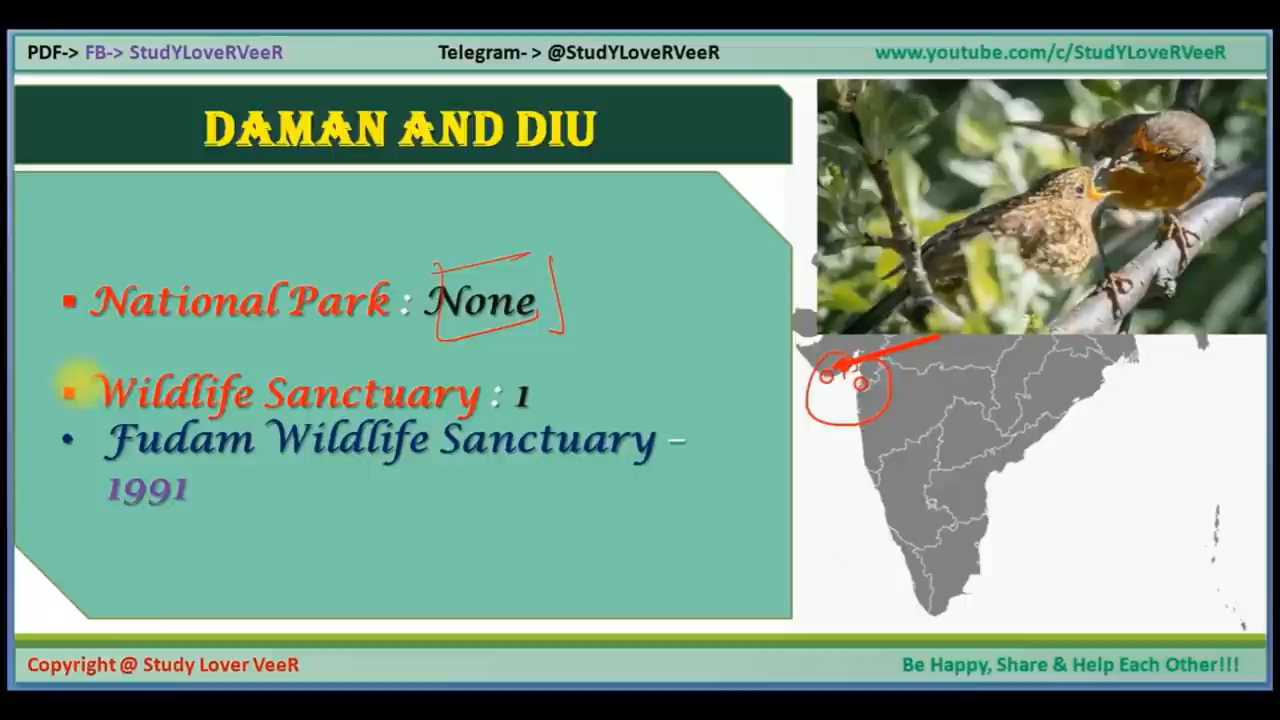 PDF-> FB-> StudYLoveRVeeR Telegram- > @StudYLoveRVeeR www.youtube.com/c/StudYLoveRVeeR
DAMAN AND DIU
▪ National Park : None
▪ Wildlife Sanctuary : 1
• Fudam Wildlife Sanctuary –
1991
Copyright @ Study Lover VeeR Be Happy, Share & Help Each Other!!!